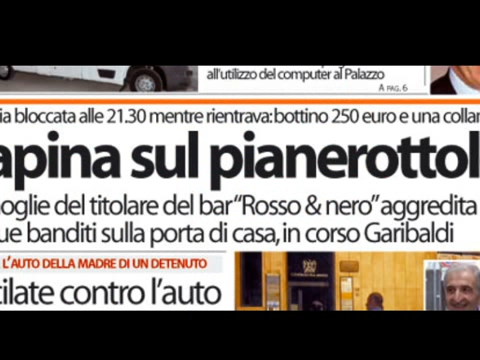 all'utilizzo del computer al Palazzo
A PAG. 6
ia bloccata alle 21.30 mentre rientrava: bottino 250 euro e una collan
apina sul pianerottol
oglie del titolare del bar "Rosso & nero" aggredita
ue banditi sulla porta di casa, in corso Garibaldi
L'AUTO DELLA MADRE DI UN DETENUTO
cilate contro l'auto